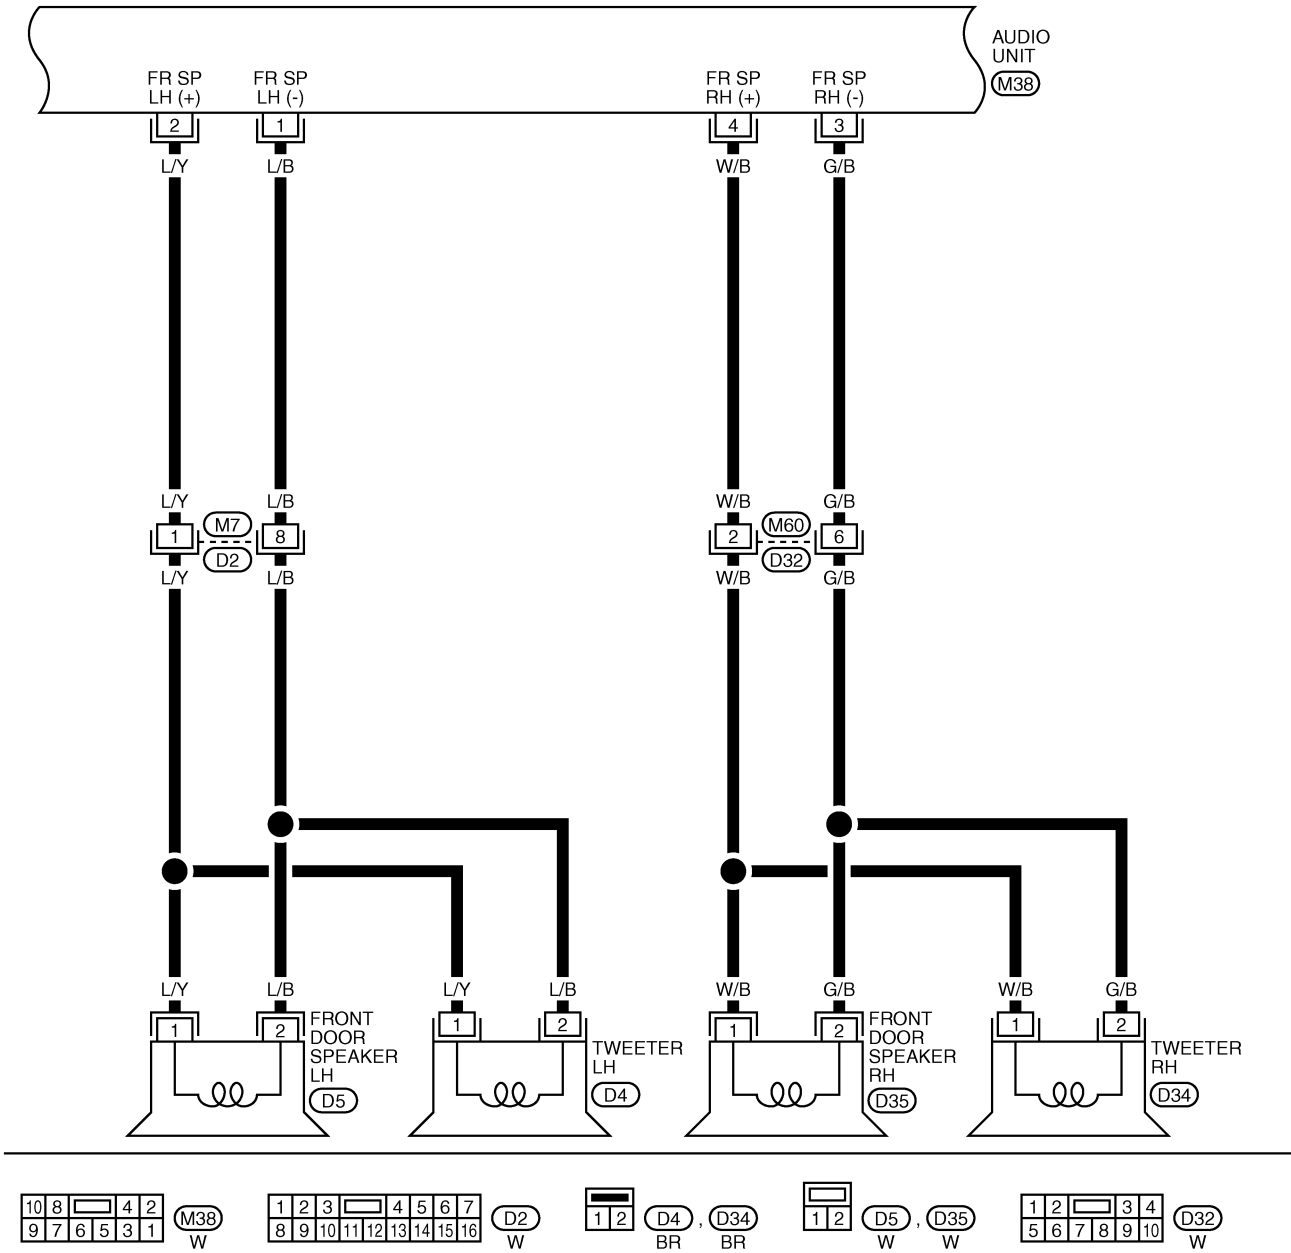 AUDIO
UNIT
M38
FR SP
LH (+)
FR SP
LH (-)
FR SP
RH (+)
FR SP
RH (-)
2 1 4 3
L/Y L/B W/B G/B
L/Y L/B W/B G/B
1 M7 8 2 M60 6
D2 D32
L/Y L/B W/B G/B
L/Y L/B L/Y L/B W/B G/B W/B G/B
1 2 1 2 1 2 1 2
FRONT
DOOR
SPEAKER
LH
D5
TWEETER
LH
D4
FRONT
DOOR
SPEAKER
RH
D35
TWEETER
RH
D34
10 8 4 2
9 7 6 5 3 1
M38
W
1 2 3 4 5 6 7
8 9 10 11 12 13 14 15 16
D2
W
1 2
D4 , D34
BR BR
1 2
D5 , D35
W W
1 2 3 4
5 6 7 8 9 10
D32
W